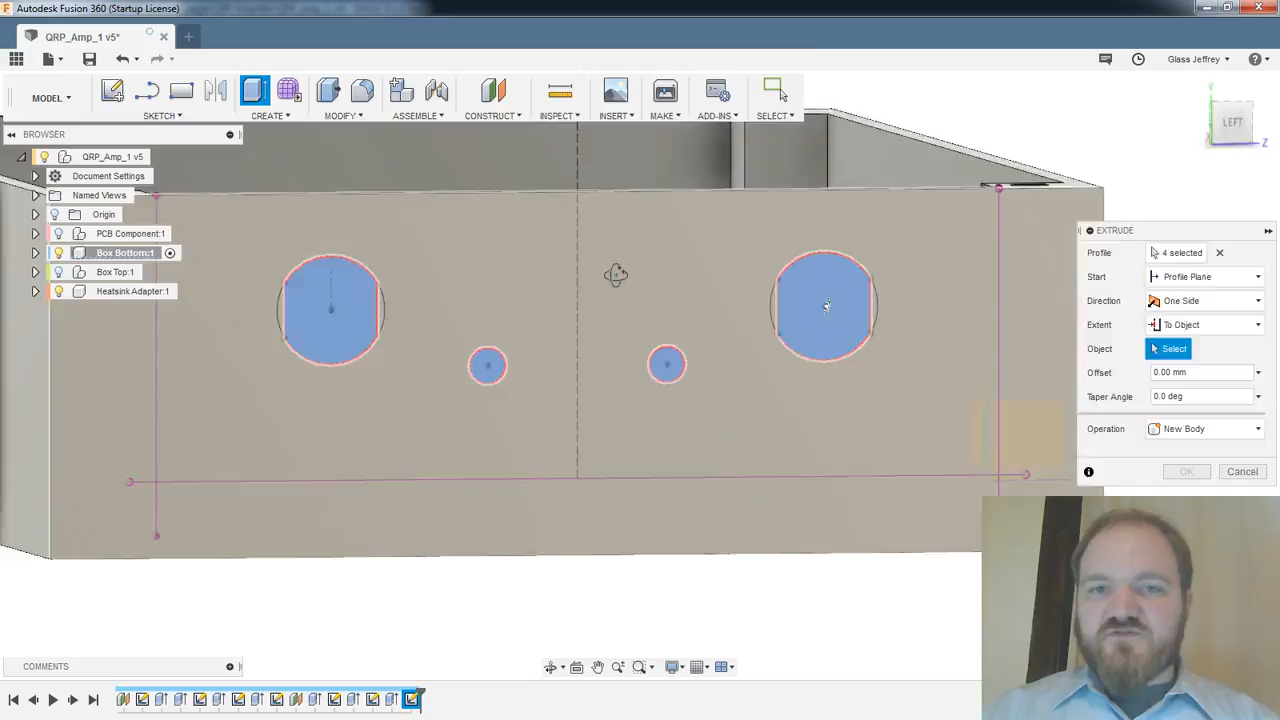 Autodesk Fusion 360 (Startup License)
QRP_Amp_1 v5*
Glass Jeffrey
MODEL
SKETCH
CREATE
MODIFY
ASSEMBLE
CONSTRUCT
INSPECT
INSERT
MAKE
ADD-INS
SELECT
LEFT
Z
BROWSER
QRP_Amp_1 v5
Document Settings
Named Views
Origin
PCB Component:1
Box Bottom:1
Box Top:1
Heatsink Adapter:1
EXTRUDE
Profile 4 selected
Start Profile Plane
Direction One Side
Extent To Object
Object Select
Offset 0.00 mm
Taper Angle 0.0 deg
Operation New Body
OK Cancel
COMMENTS